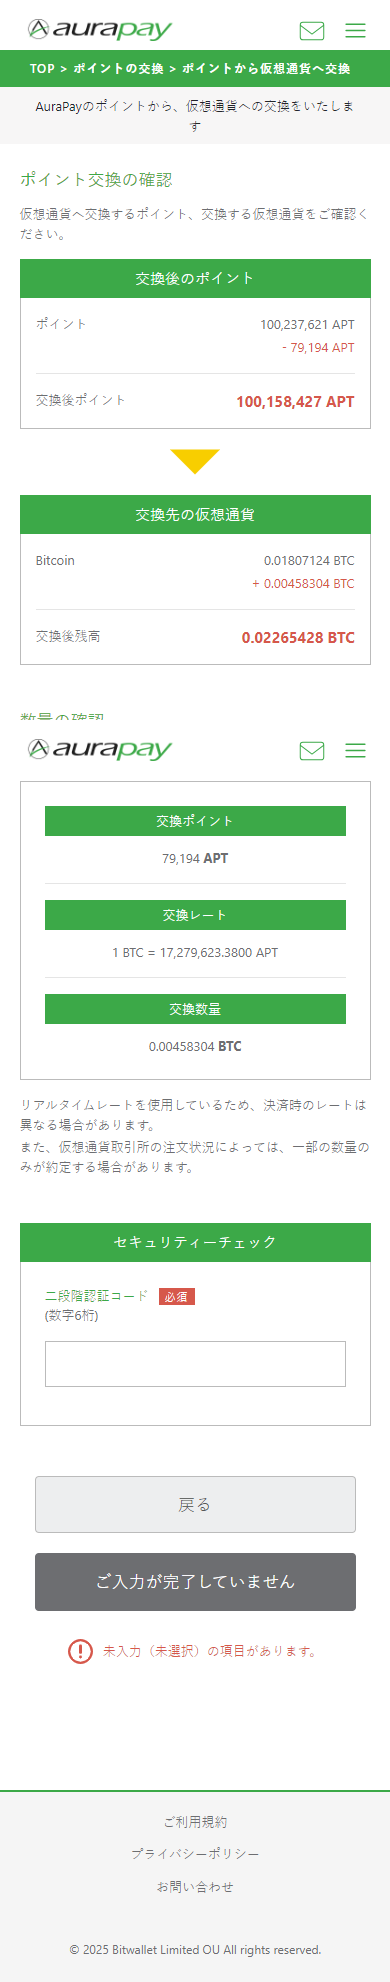 aurapay
TOP > ポイントの交換 > ポイントから仮想通貨へ交換
AuraPayのポイントから、仮想通貨への交換をいたしま
す
ポイント交換の確認
仮想通貨へ交換するポイント、交換する仮想通貨をご確認く
ださい。
交換後のポイント
ポイント 100,237,621 APT
- 79,194 APT
交換後ポイント 100,158,427 APT
交換先の仮想通貨
Bitcoin 0.01807124 BTC
+ 0.00458304 BTC
交換後残高 0.02265428 BTC
数量の確認
aurapay
交換ポイント
79,194 APT
交換レート
1 BTC = 17,279,623.3800 APT
交換数量
0.00458304 BTC
リアルタイムレートを使用しているため、決済時のレートは
異なる場合があります。
また、仮想通貨取引所の注文状況によっては、一部の数量の
みが約定する場合があります。
セキュリティーチェック
二段階認証コード 必須
(数字6桁)
戻る
ご入力が完了していません
未入力（未選択）の項目があります。
ご利用規約
プライバシーポリシー
お問い合わせ
© 2025 Bitwallet Limited OU All rights reserved.